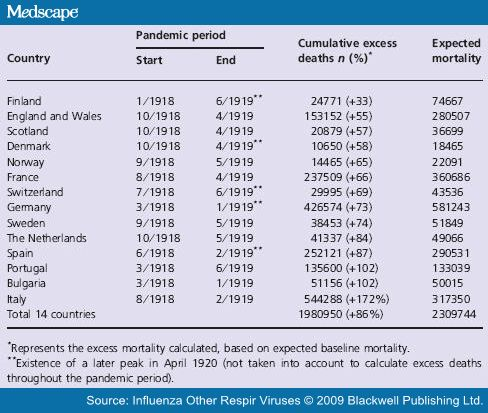 Medscape®
Pandemic period Cumulative excess Expected
Country Start End deaths n (%)* mortality
Finland 1/1918 6/1919** 24771 (+33) 74667
England and Wales 10/1918 4/1919 153152 (+55) 280507
Scotland 10/1918 4/1919 20879 (+57) 36699
Denmark 10/1918 4/1919** 10650 (+58) 18465
Norway 9/1918 5/1919 14465 (+65) 22091
France 8/1918 4/1919 237509 (+66) 360686
Switzerland 7/1918 6/1919** 29995 (+69) 43536
Germany 3/1918 1/1919** 426574 (+73) 581243
Sweden 9/1918 5/1919 38453 (+74) 51849
The Netherlands 10/1918 5/1919 41337 (+84) 49066
Spain 6/1918 2/1919** 252121 (+87) 290531
Portugal 3/1918 6/1919 135600 (+102) 133039
Bulgaria 3/1918 1/1919 51156 (+102) 50015
Italy 8/1918 2/1919 544288 (+172%) 317350
Total 14 countries 1980950 (+86%) 2309744
*Represents the excess mortality calculated, based on expected baseline mortality.
**Existence of a later peak in April 1920 (not taken into account to calculate excess deaths
throughout the pandemic period).
Source: Influenza Other Respir Viruses © 2009 Blackwell Publishing Ltd.